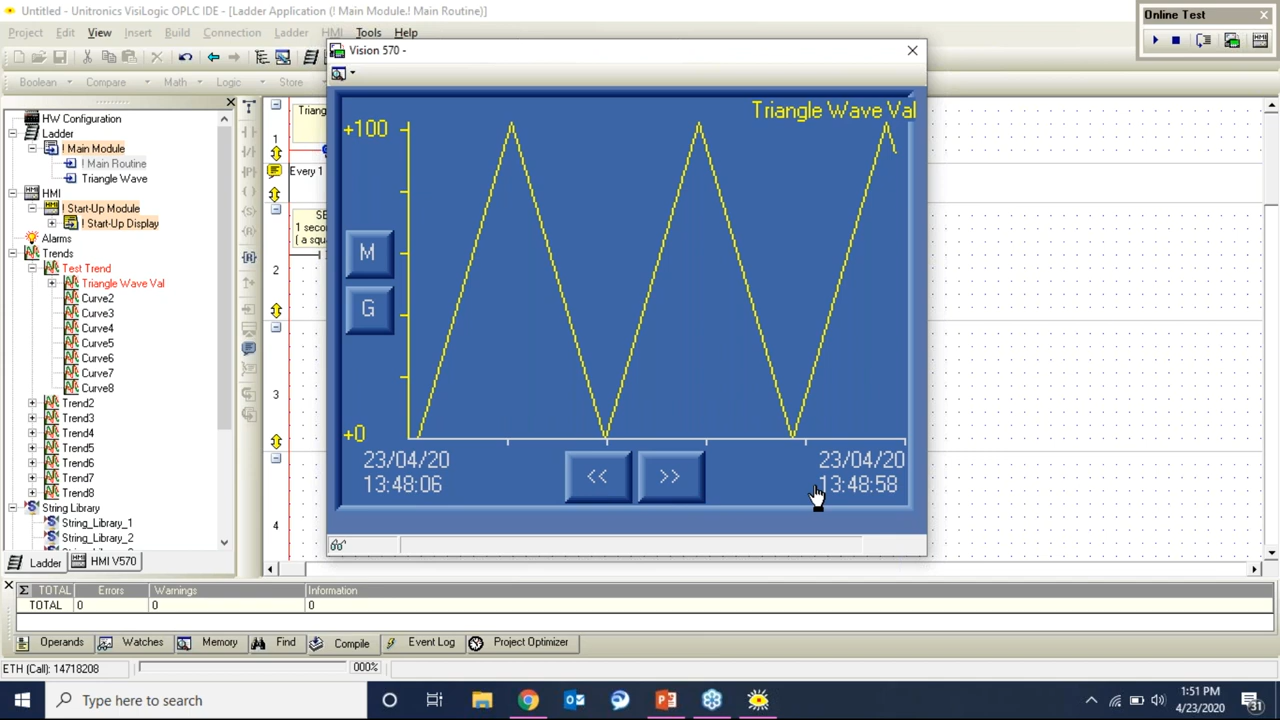 Untitled - Unitronics VisiLogic OPLC IDE - [Ladder Application (! Main Module.! Main Routine)]
Online Test
Project Edit View Insert Build Connection Ladder HMI Tools Help
Vision 570 -
Boolean Compare Math Logic Store
HW Configuration
Ladder
! Main Module
! Main Routine
Triangle Wave
HMI
! Start-Up Module
! Start-Up Display
Alarms
Trends
Test Trend
Triangle Wave Val
Curve2
Curve3
Curve4
Curve5
Curve6
Curve7
Curve8
Trend2
Trend3
Trend4
Trend5
Trend6
Trend7
Trend8
String Library
String_Library_1
String_Library_2
Ladder HMI V570
Triang
1
Every 1
SE
1 secon
( a squa
2
3
4
Triangle Wave Val
+100
M
G
+0
23/04/20
13:48:06
<< >>
23/04/20
13:48:58
Σ TOTAL Errors Warnings Information
TOTAL 0 0 0
Operands Watches Memory Find Compile Event Log Project Optimizer
ETH (Call): 14718208 000%
Type here to search
1:51 PM
4/23/2020
31